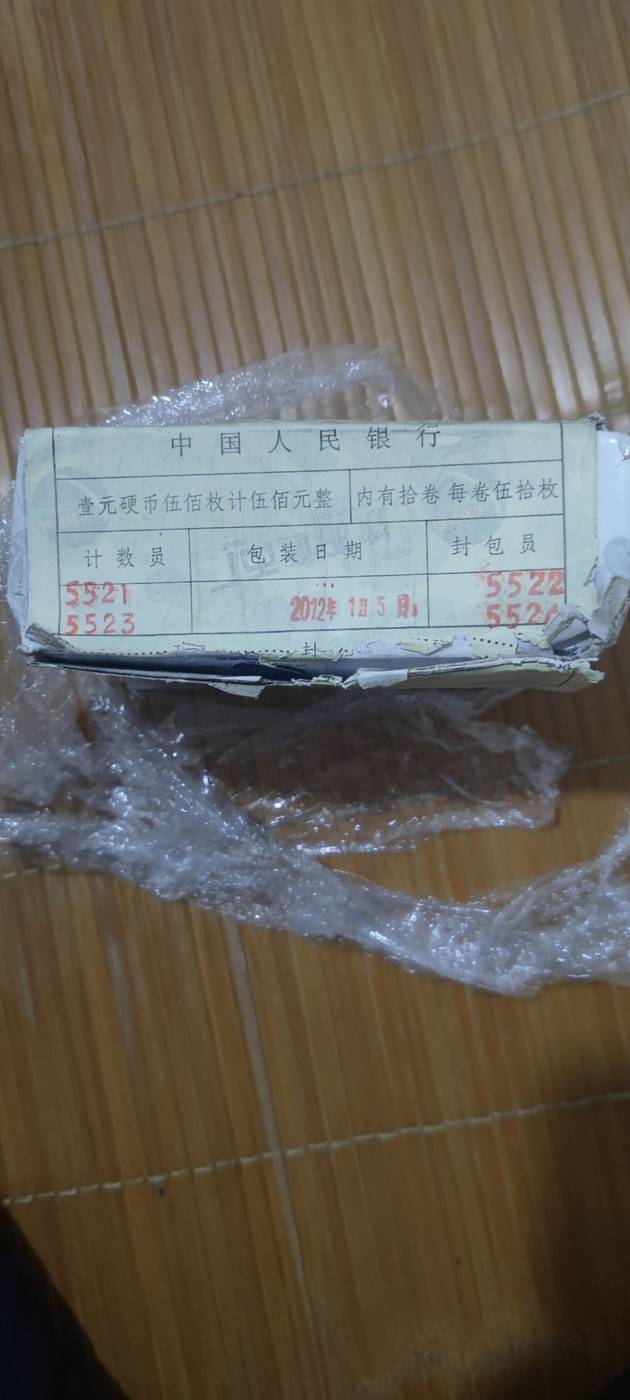 中国人民银行
壹元硬币伍佰枚计伍佰元整 内有拾卷 每卷伍拾枚
计数员 包装日期 封包员
5521 5522
5523 2012年 1月 5 日
封